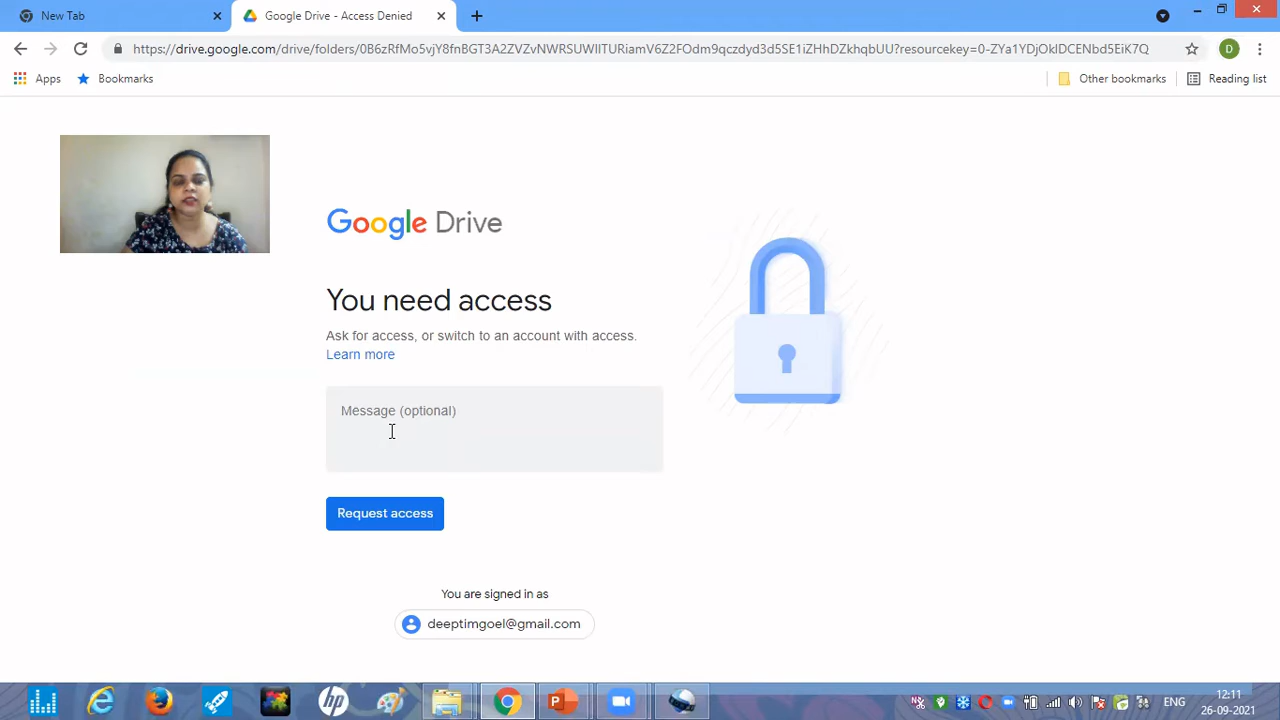 New Tab
Google Drive - Access Denied
https://drive.google.com/drive/folders/0B6zRfMo5vjY8fnBGT3A2ZVZvNWRSUWlITURiamV6Z2FOdm9qczdyd3d5SE1iZHhDZkhqbUU?resourcekey=0-ZYa1YDjOklDCENbd5EiK7Q
D
Apps
Bookmarks
Other bookmarks
Reading list
Google Drive
You need access
Ask for access, or switch to an account with access.
Learn more
Message (optional)
Request access
You are signed in as
deeptimgoel@gmail.com
ENG
12:11
26-09-2021